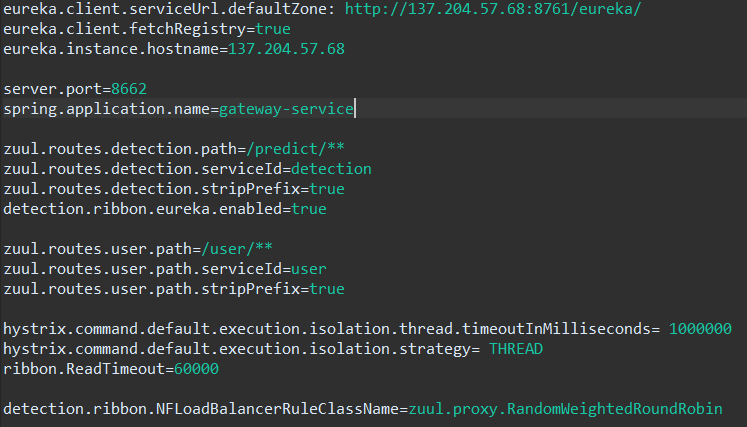 eureka.client.serviceUrl.defaultZone: http://137.204.57.68:8761/eureka/
eureka.client.fetchRegistry=true
eureka.instance.hostname=137.204.57.68
server.port=8662
spring.application.name=gateway-service
zuul.routes.detection.path=/predict/**
zuul.routes.detection.serviceId=detection
zuul.routes.detection.stripPrefix=true
detection.ribbon.eureka.enabled=true
zuul.routes.user.path=/user/**
zuul.routes.user.path.serviceId=user
zuul.routes.user.path.stripPrefix=true
hystrix.command.default.execution.isolation.thread.timeoutInMilliseconds= 1000000
hystrix.command.default.execution.isolation.strategy= THREAD
ribbon.ReadTimeout=60000
detection.ribbon.NFLoadBalancerRuleClassName=zuul.proxy.RandomWeightedRoundRobin